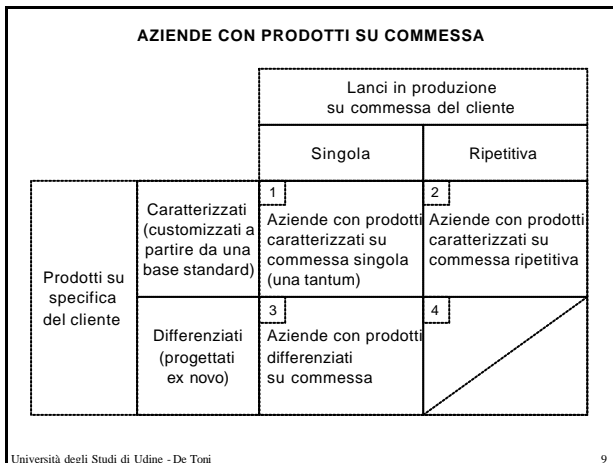 AZIENDE CON PRODOTTI SU COMMESSA
Lanci in produzione
su commessa del cliente
Singola
Ripetitiva
Prodotti su
specifica
del cliente
Caratterizzati
(customizzati a
partire da una
base standard)
1
Aziende con prodotti
caratterizzati su
commessa singola
(una tantum)
2
Aziende con prodotti
caratterizzati su
commessa ripetitiva
Differenziati
(progettati
ex novo)
3
Aziende con prodotti
differenziati
su commessa
4
Università degli Studi di Udine - De Toni
9